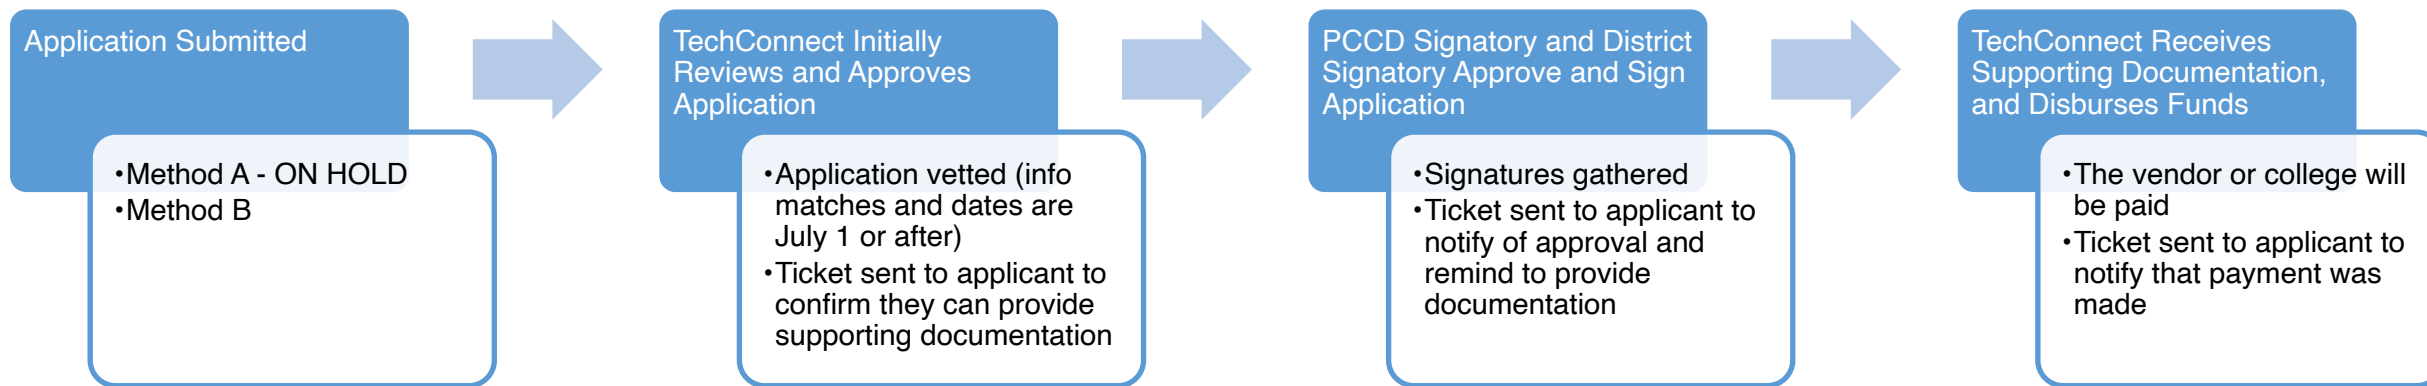 Application Submitted
•Method A - ON HOLD
•Method B
TechConnect Initially
Reviews and Approves
Application
•Application vetted (info
matches and dates are
July 1 or after)
•Ticket sent to applicant to
confirm they can provide
supporting documentation
PCCD Signatory and District
Signatory Approve and Sign
Application
•Signatures gathered
•Ticket sent to applicant to
notify of approval and
remind to provide
documentation
TechConnect Receives
Supporting Documentation,
and Disburses Funds
•The vendor or college will
be paid
•Ticket sent to applicant to
notify that payment was
made